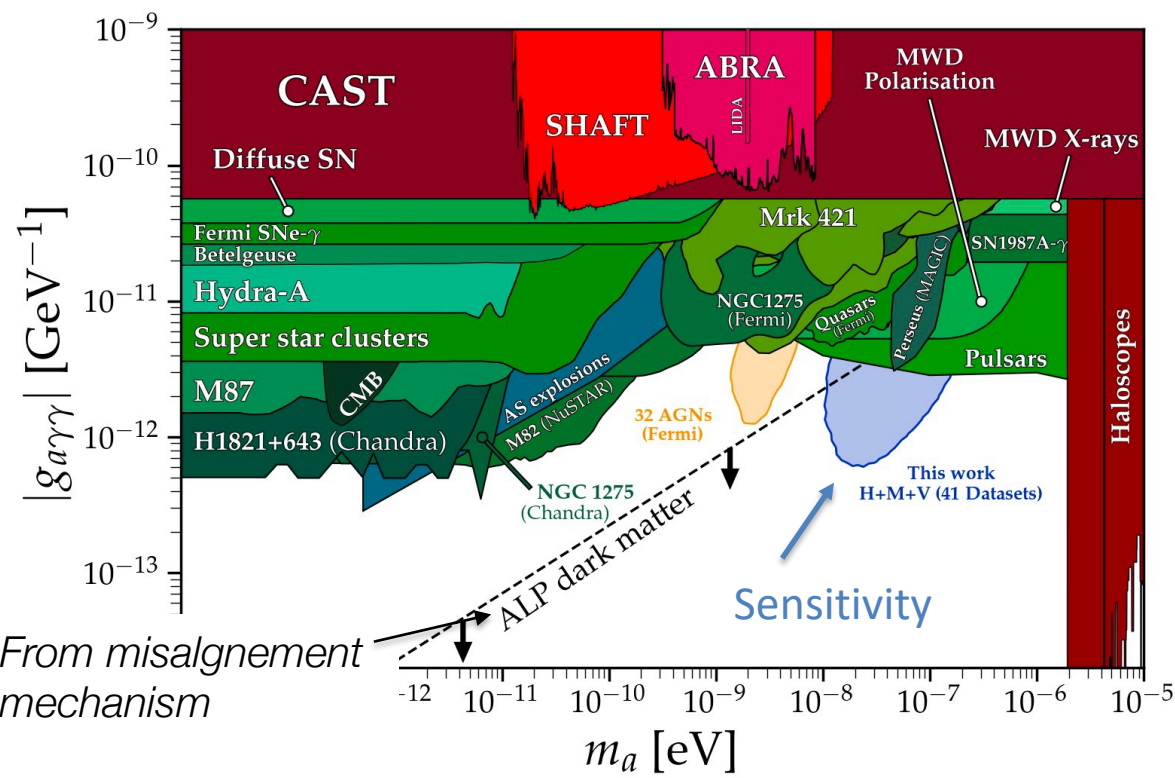 10⁻⁹
10⁻¹⁰
10⁻¹¹
10⁻¹²
10⁻¹³
|g_{aγγ}| [GeV⁻¹]
CAST
SHAFT
ABRA
LIDA
MWD
Polarisation
MWD X-rays
Diffuse SN
Fermi SNe-γ
Betelgeuse
Hydra-A
Super star clusters
M87
CMB
H1821+643 (Chandra)
AS explosions
M82 (NuSTAR)
NGC 1275
(Chandra)
Mrk 421
NGC1275
(Fermi)
Quasars
(Fermi)
Perseus (MAGIC)
SN1987A-γ
Pulsars
Haloscopes
32 AGNs
(Fermi)
This work
H+M+V (41 Datasets)
Sensitivity
ALP dark matter
From misalgnement
mechanism
-12 10⁻¹¹ 10⁻¹⁰ 10⁻⁹ 10⁻⁸ 10⁻⁷ 10⁻⁶ 10⁻⁵
m_a [eV]